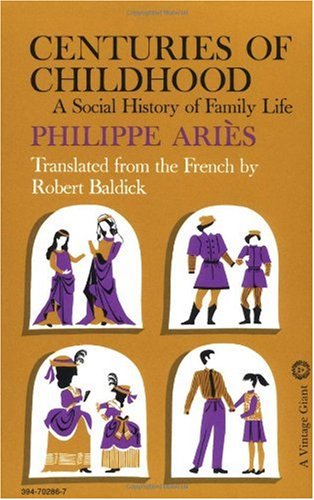 CENTURIES OF
CHILDHOOD
A Social History of Family Life
PHILIPPE ARIÈS
Translated from the French by
Robert Baldick
394-70286-7
A Vintage Giant